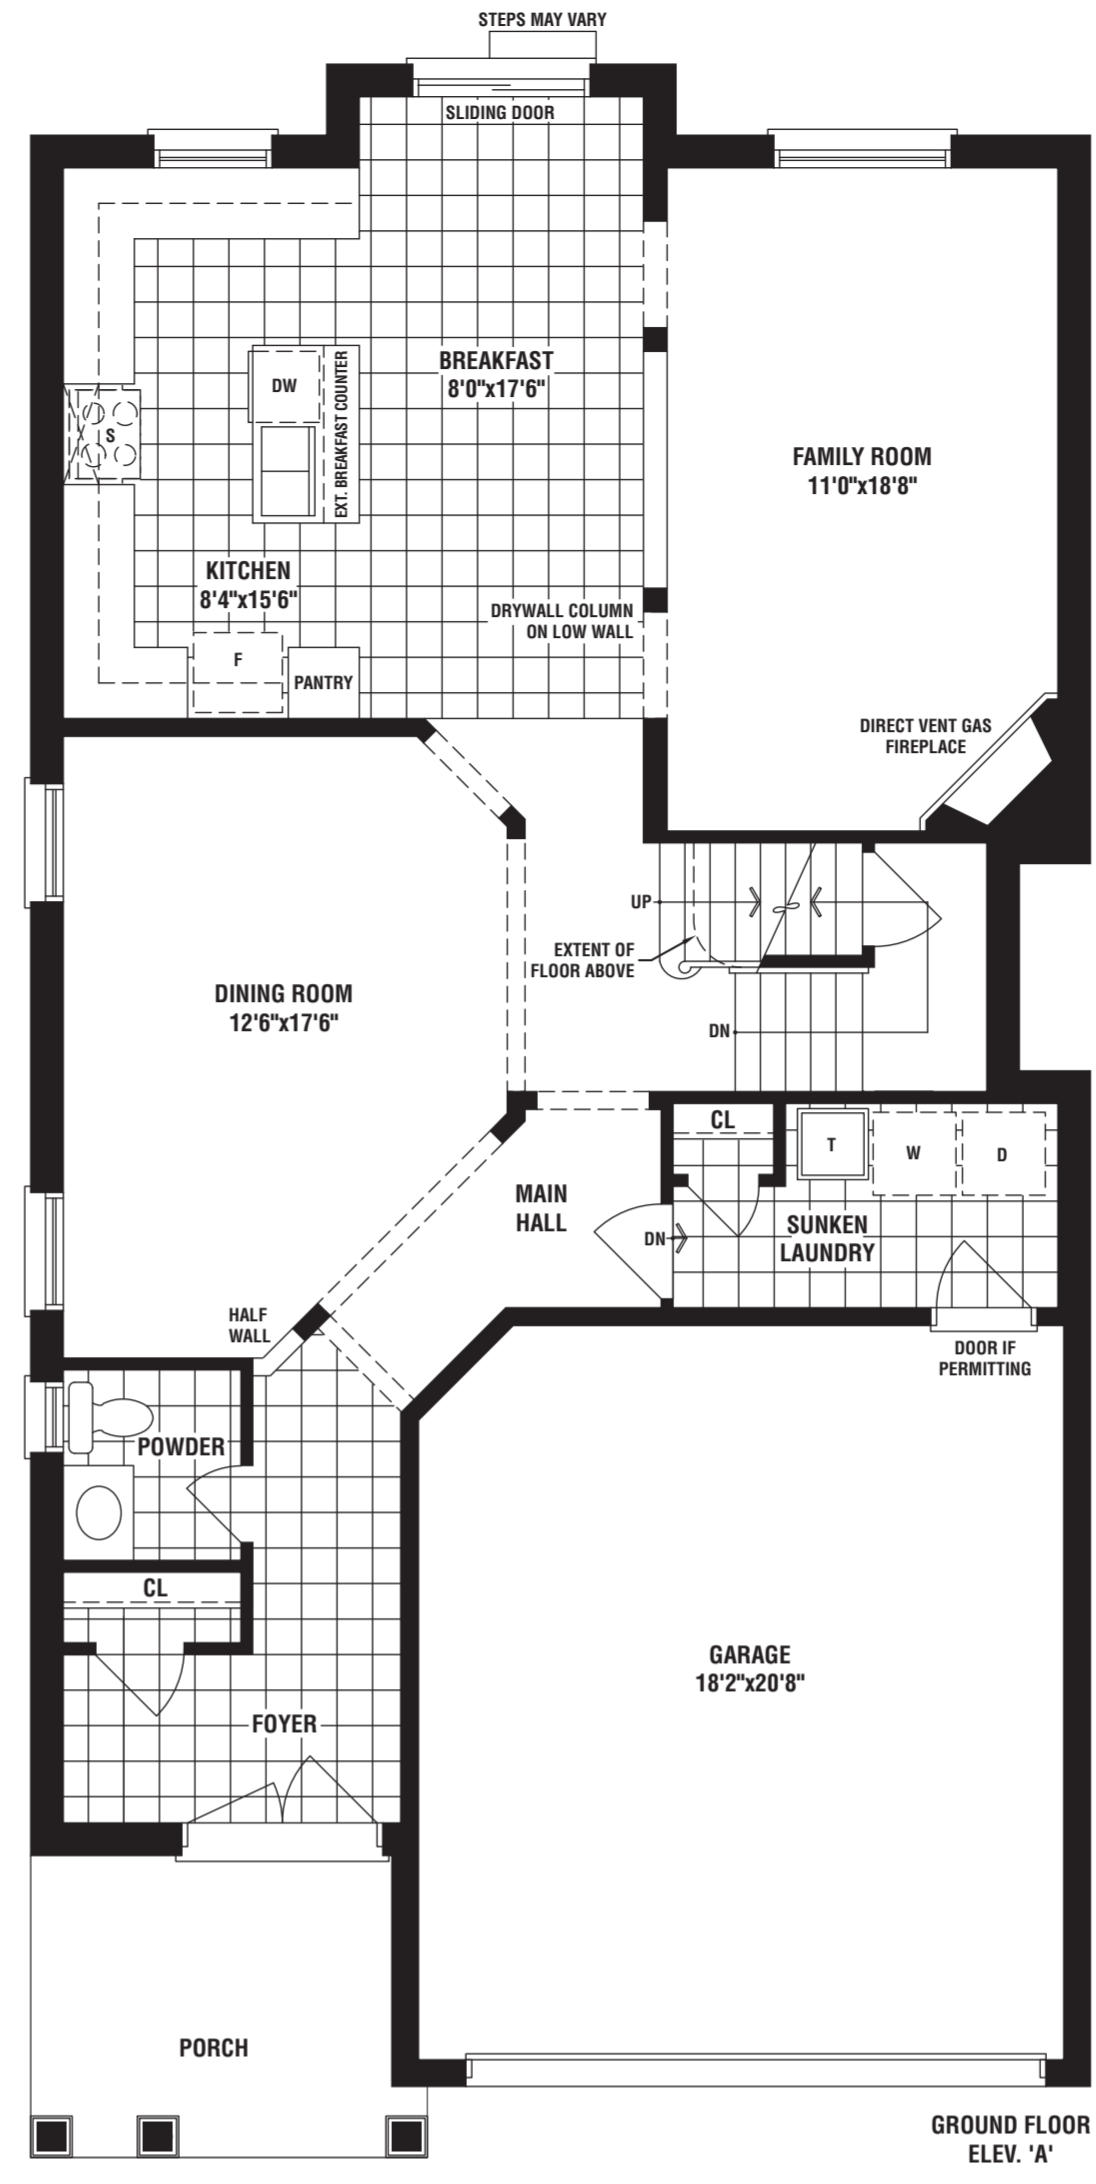 STEPS MAY VARY
SLIDING DOOR
BREAKFAST
8'0"x17'6"
DW
EXT. BREAKFAST COUNTER
S
FAMILY ROOM
11'0"x18'8"
KITCHEN
8'4"x15'6"
DRYWALL COLUMN
ON LOW WALL
F
PANTRY
DIRECT VENT GAS
FIREPLACE
UP
EXTENT OF
FLOOR ABOVE
DINING ROOM
12'6"x17'6"
DN
CL
T
W
D
MAIN
HALL
DN
SUNKEN
LAUNDRY
HALF
WALL
DOOR IF
PERMITTING
POWDER
CL
GARAGE
18'2"x20'8"
FOYER
PORCH
GROUND FLOOR
ELEV. 'A'